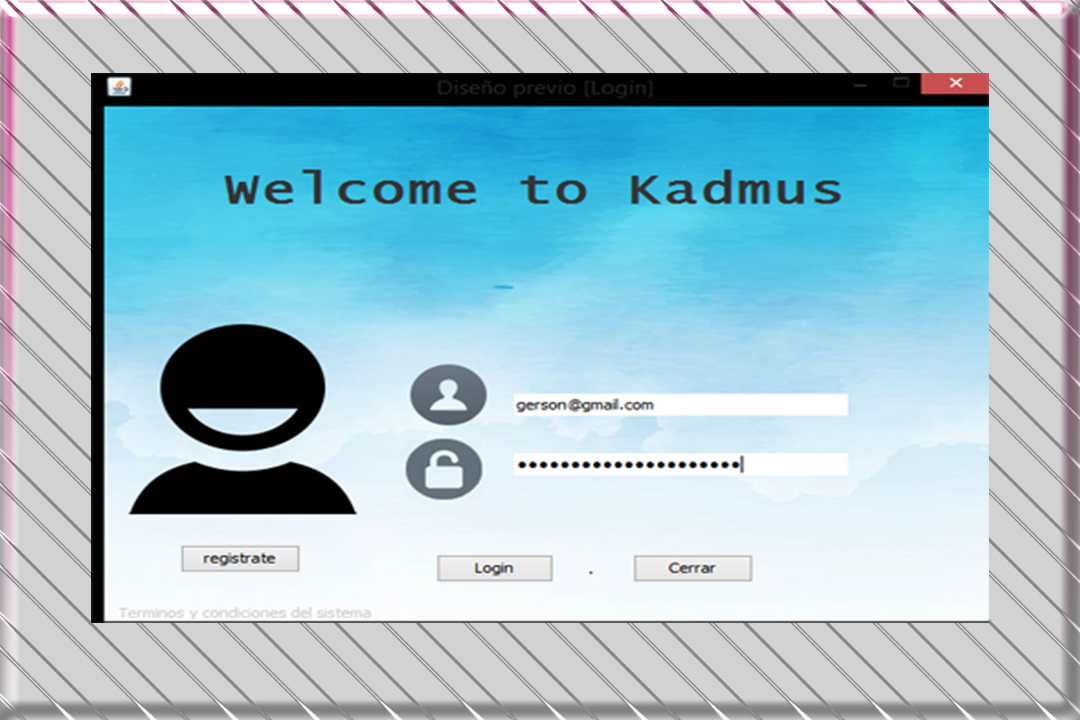 Diseño previo [Login]
Welcome to Kadmus
gerson@gmail.com
•••••••••••••••••••••
registrate
Login
.
Cerrar
Terminos y condiciones del sistema